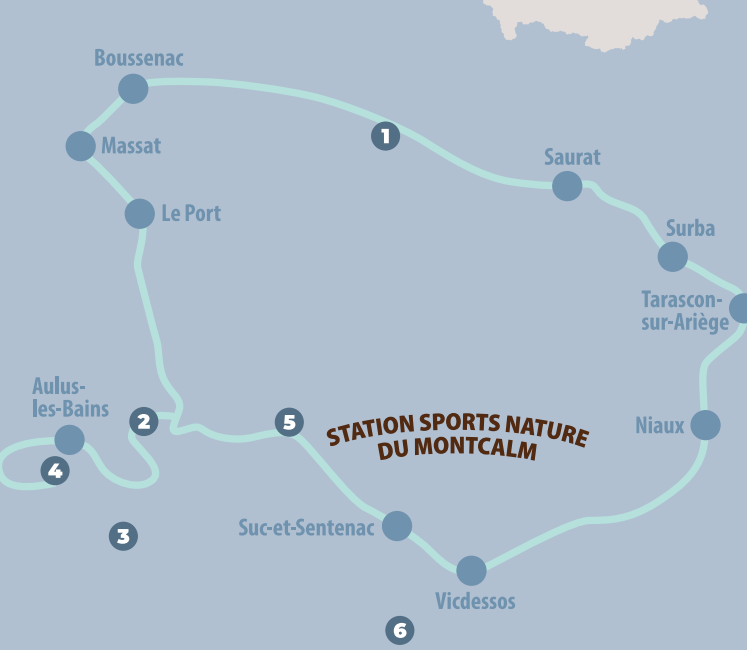 Boussenac
1
Massat
Saurat
Le Port
Surba
Tarascon-
sur-Ariège
Aulus-
les-Bains
2
5
STATION SPORTS NATURE
DU MONTCALM
Niaux
4
3
Suc-et-Sentenac
Vicdessos
6